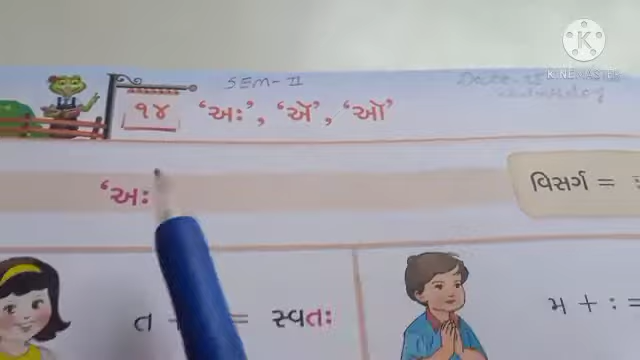 KINEMASTER
SEM-II
૧૪ 'અઃ', 'ઍ', 'ઑ'
'અઃ વિસર્ગ = ઃ
ત + = સ્વતઃ
મ + ઃ =